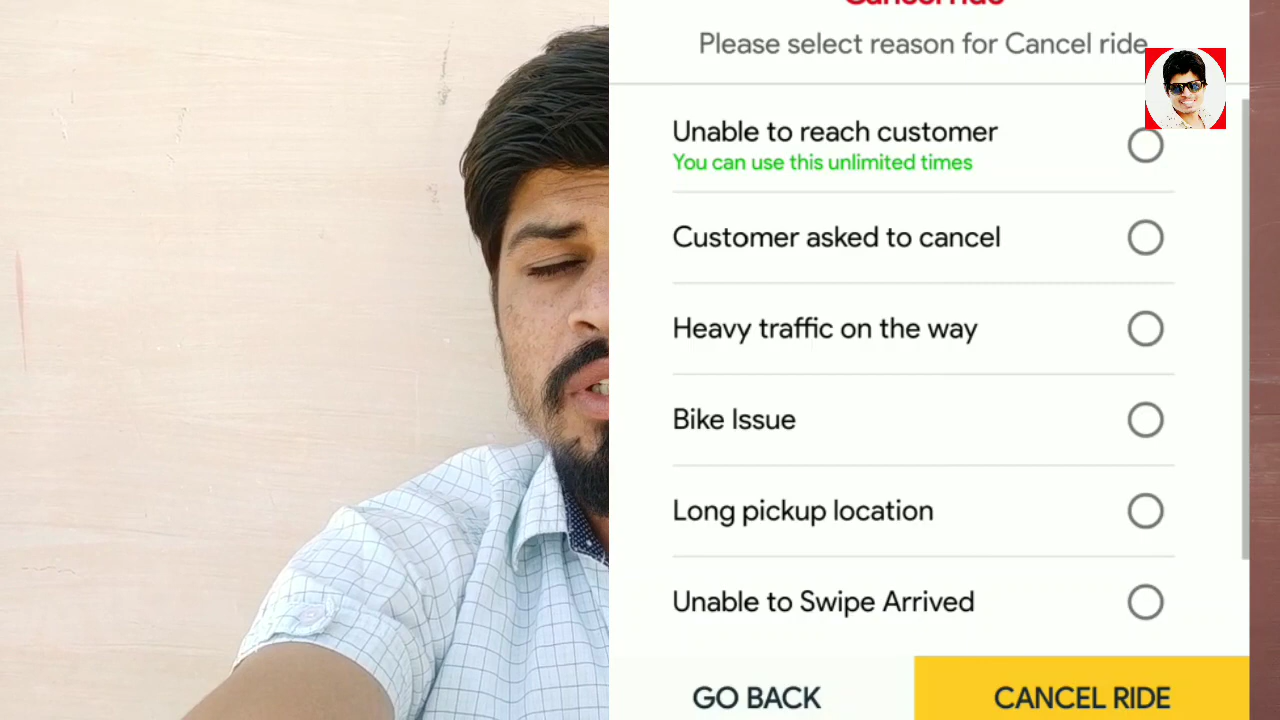 Cancel ride
Please select reason for Cancel ride
Unable to reach customer
You can use this unlimited times
Customer asked to cancel
Heavy traffic on the way
Bike Issue
Long pickup location
Unable to Swipe Arrived
GO BACK
CANCEL RIDE